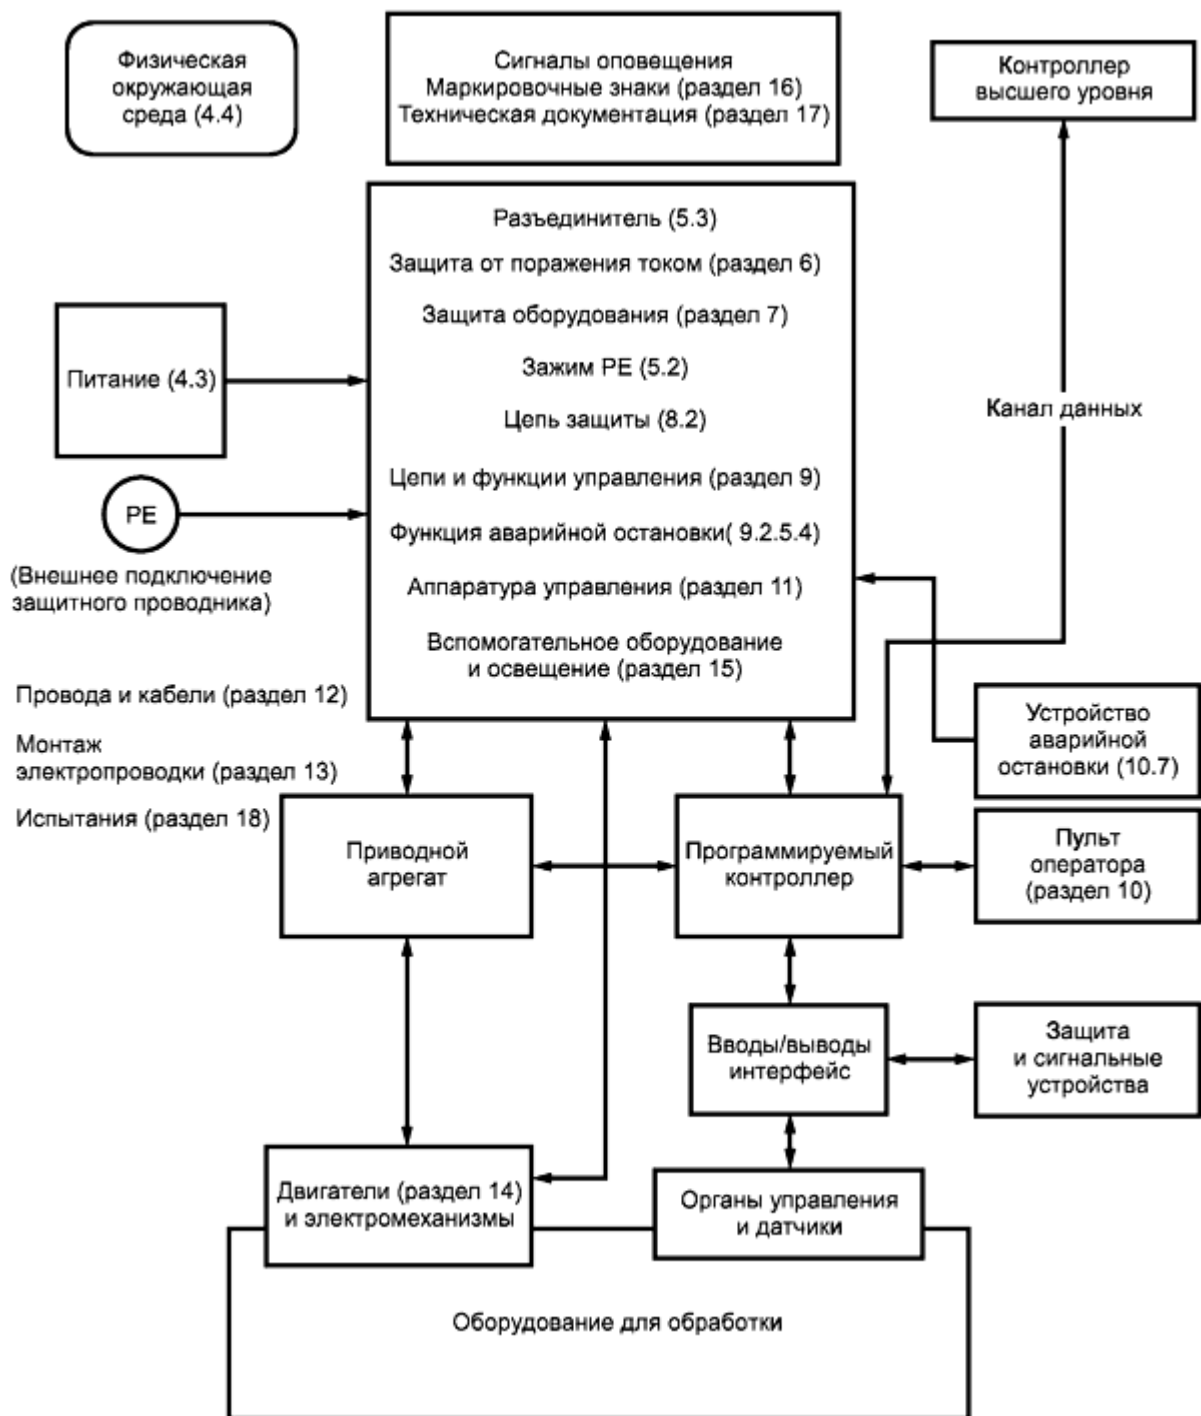 Физическая
окружающая
среда (4.4)
Сигналы оповещения
Маркировочные знаки (раздел 16)
Техническая документация (раздел 17)
Контроллер
высшего уровня
Разъединитель (5.3)
Защита от поражения током (раздел 6)
Защита оборудования (раздел 7)
Зажим PE (5.2)
Цепь защиты (8.2)
Цепи и функции управления (раздел 9)
Функция аварийной остановки( 9.2.5.4)
Аппаратура управления (раздел 11)
Вспомогательное оборудование
и освещение (раздел 15)
Питание (4.3)
PE
(Внешнее подключение
защитного проводника)
Канал данных
Провода и кабели (раздел 12)
Монтаж
электропроводки (раздел 13)
Испытания (раздел 18)
Устройство
аварийной
остановки (10.7)
Приводной
агрегат
Программируемый
контроллер
Пульт
оператора
(раздел 10)
Вводы/выводы
интерфейс
Защита
и сигнальные
устройства
Двигатели (раздел 14)
и электромеханизмы
Органы управления
и датчики
Оборудование для обработки